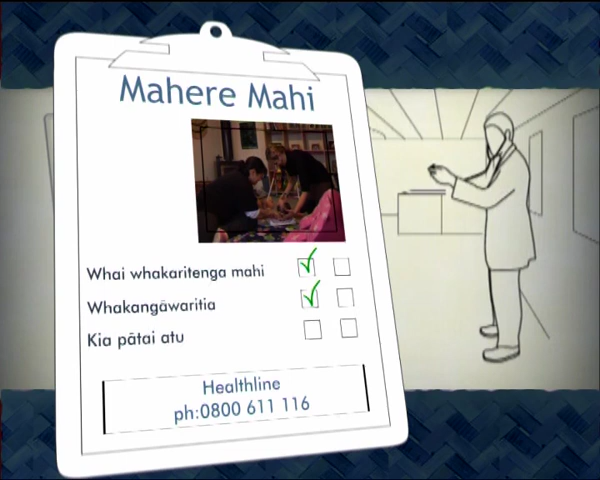 Mahere Mahi
Whai whakaritenga mahi
Whakangāwaritia
Kia pātai atu
Healthline
ph:0800 611 116